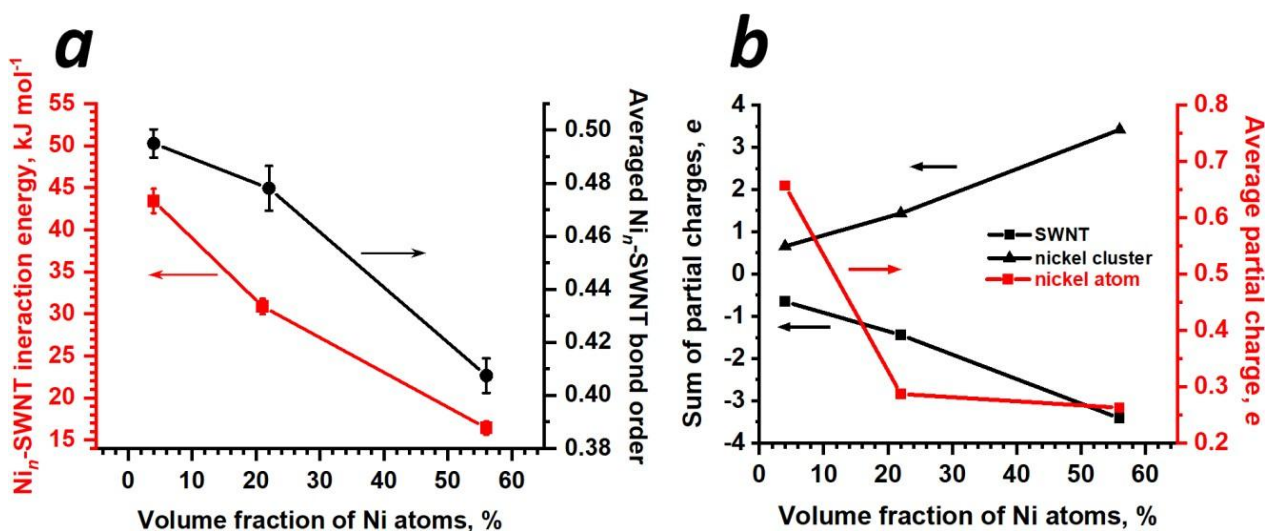 a
Ni_n-SWNT ineraction energy, kJ mol⁻¹
55
50
45
40
35
30
25
20
15
0.50
0.48
0.46
0.44
0.42
0.40
0.38
Averaged Ni_n-SWNT bond order
0 10 20 30 40 50 60
Volume fraction of Ni atoms, %
b
Sum of partial charges, e
4
3
2
1
0
-1
-2
-3
-4
SWNT
nickel cluster
nickel atom
0.8
0.7
0.6
0.5
0.4
0.3
0.2
Average partial charge, e
0 10 20 30 40 50 60
Volume fraction of Ni atoms, %